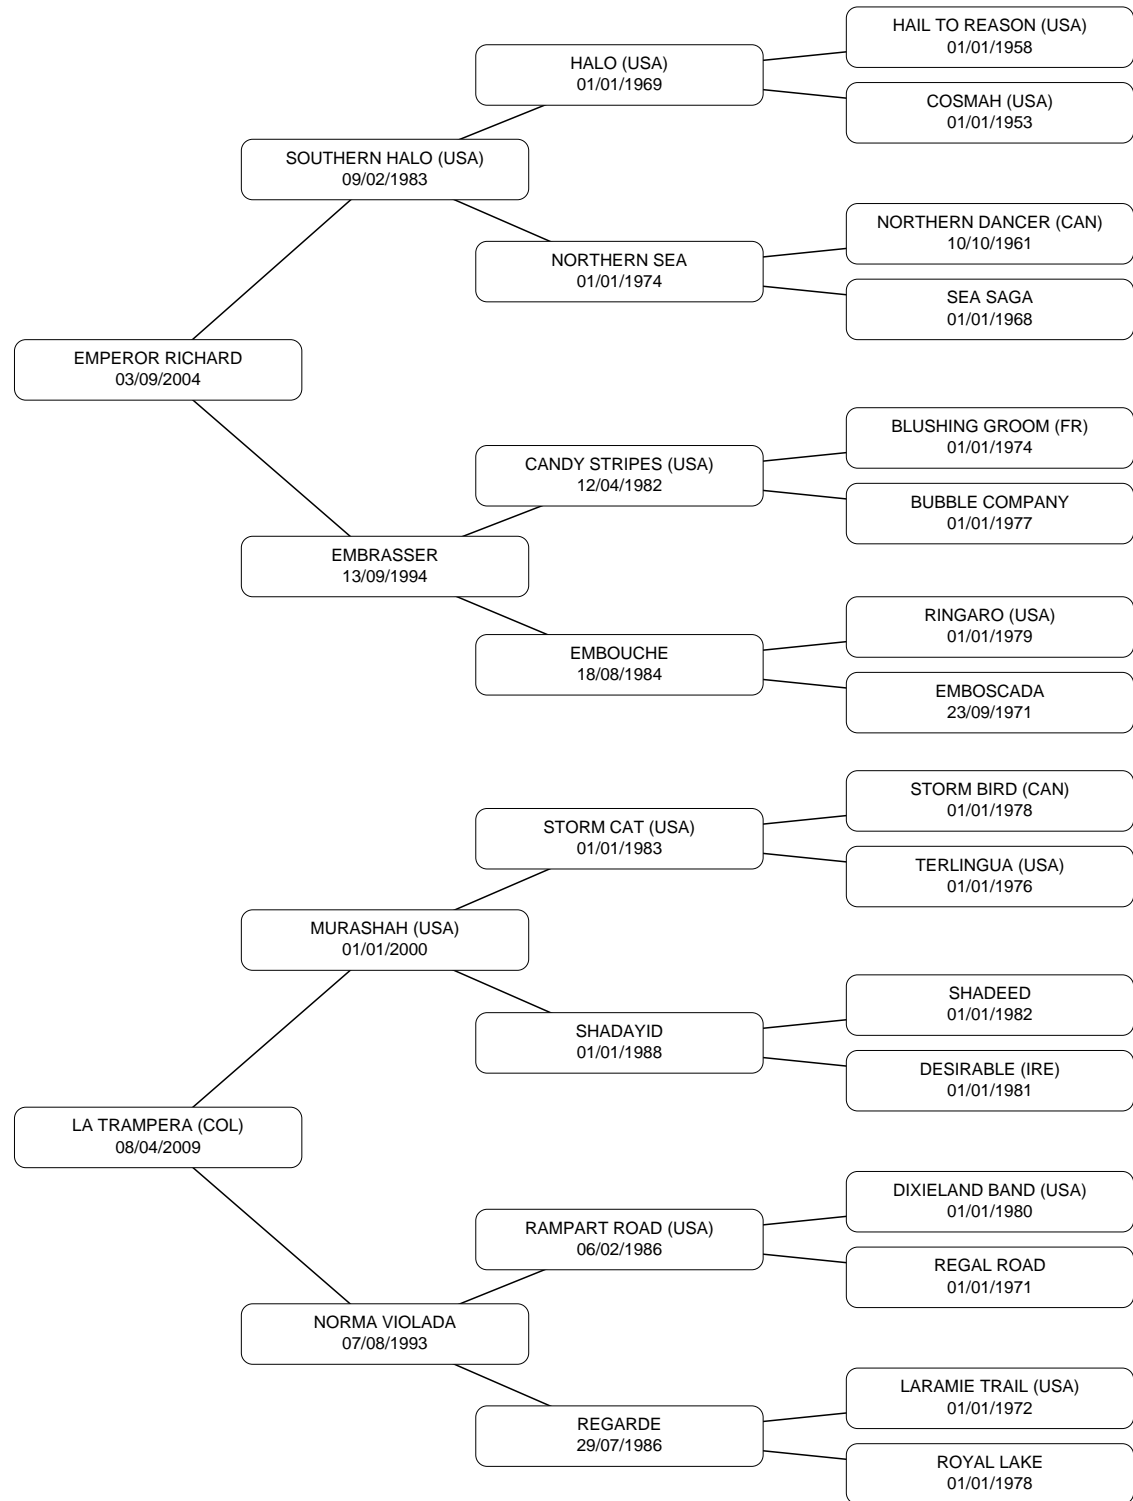 HAIL TO REASON (USA)
01/01/1958
HALO (USA)
01/01/1969
COSMAH (USA)
01/01/1953
SOUTHERN HALO (USA)
09/02/1983
NORTHERN DANCER (CAN)
10/10/1961
NORTHERN SEA
01/01/1974
SEA SAGA
01/01/1968
EMPEROR RICHARD
03/09/2004
BLUSHING GROOM (FR)
01/01/1974
CANDY STRIPES (USA)
12/04/1982
BUBBLE COMPANY
01/01/1977
EMBRASSER
13/09/1994
RINGARO (USA)
01/01/1979
EMBOUCHE
18/08/1984
EMBOSCADA
23/09/1971
STORM BIRD (CAN)
01/01/1978
STORM CAT (USA)
01/01/1983
TERLINGUA (USA)
01/01/1976
MURASHAH (USA)
01/01/2000
SHADEED
01/01/1982
SHADAYID
01/01/1988
DESIRABLE (IRE)
01/01/1981
LA TRAMPERA (COL)
08/04/2009
DIXIELAND BAND (USA)
01/01/1980
RAMPART ROAD (USA)
06/02/1986
REGAL ROAD
01/01/1971
NORMA VIOLADA
07/08/1993
LARAMIE TRAIL (USA)
01/01/1972
REGARDE
29/07/1986
ROYAL LAKE
01/01/1978